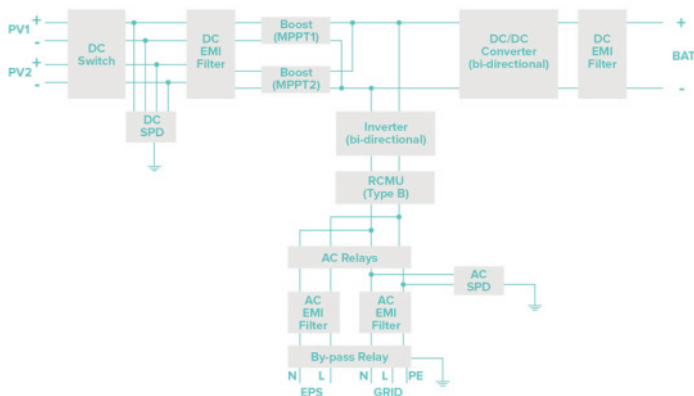 PV1 +
-
PV2 +
-
DC
Switch
DC
SPD
DC
EMI
Filter
Boost
(MPPT1)
Boost
(MPPT2)
DC/DC
Converter
(bi-directional)
DC
EMI
Filter
+
BAT
-
Inverter
(bi-directional)
RCMU
(Type B)
AC Relays
AC
SPD
AC
EMI
Filter
AC
EMI
Filter
By-pass Relay
N L N L PE
EPS GRID